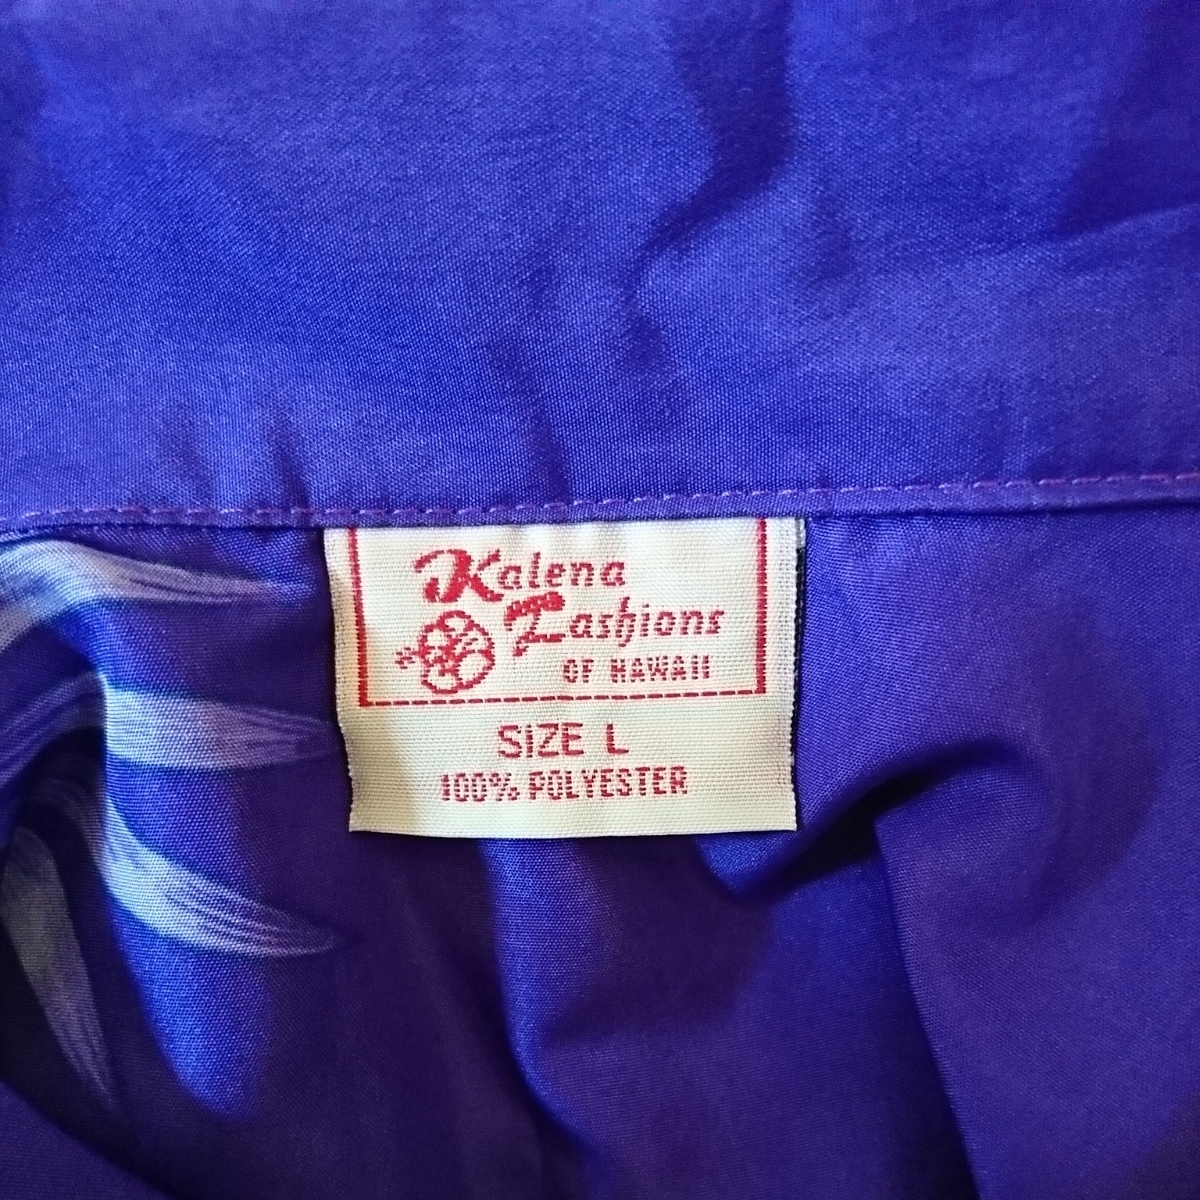 Kalena
Fashions
OF HAWAII
SIZE L
100% POLYESTER